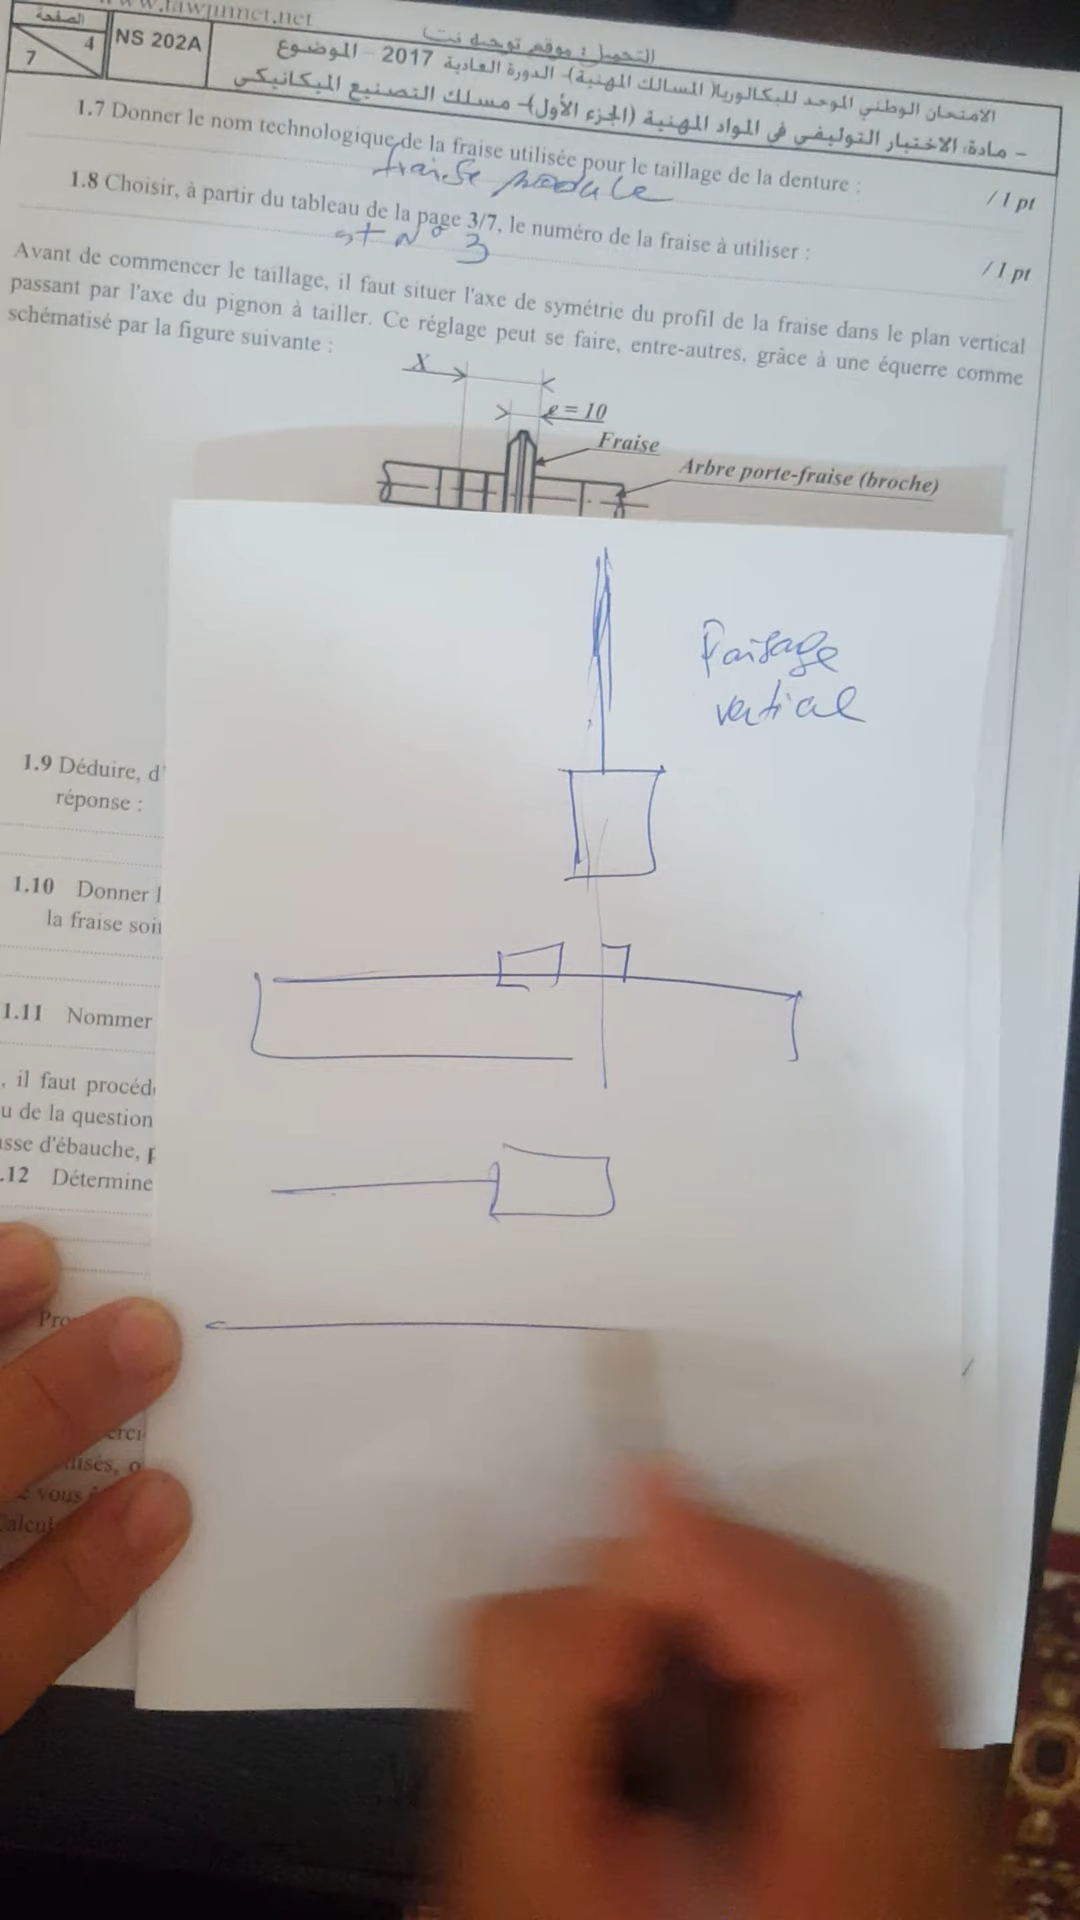 www.tawjihnet.net
التحميل: موقع توجيه نت
الصفحة
4
7
NS 202A
الامتحان الوطني الموحد للبكالوريا (المسالك المهنية) - الدورة العادية 2017 - الموضوع
- مادة: الاختبار التوليفي في المواد المهنية (الجزء الأول) - مسلك التصنيع الميكانيكي
1.7 Donner le nom technologique de la fraise utilisée pour le taillage de la denture :
/ 1 pt
fraise module
1.8 Choisir, à partir du tableau de la page 3/7, le numéro de la fraise à utiliser :
/ 1 pt
N° 3
Avant de commencer le taillage, il faut situer l'axe de symétrie du profil de la fraise dans le plan vertical
passant par l'axe du pignon à tailler. Ce réglage peut se faire, entre-autres, grâce à une équerre comme
schématisé par la figure suivante :
X
e = 10
Fraise
Arbre porte-fraise (broche)
vertical
1.9 Déduire, d'
réponse :
1.10 Donner l
la fraise soit
1.11 Nommer
, il faut procéd
u de la question
asse d'ébauche, p
.12 Détermine
Pro
erci
lisés, o
e vous
Calcul